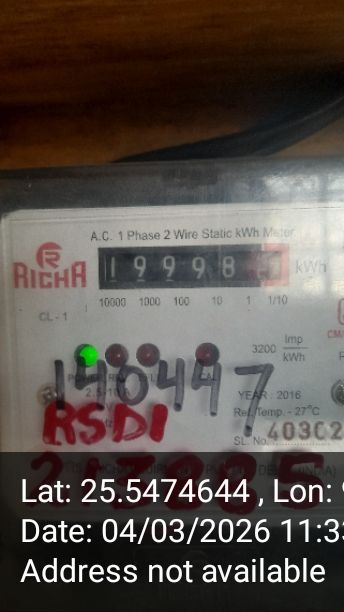 A.C. 1 Phase 2 Wire Static kWh Meter
RICHA
19998
kWh
10000 1000 100 10 1 1/10
CL - 1
3200 Imp/kWh
140447
YEAR : 2016
Ref. Temp. - 27°C
RSDI
SL. No. 40302
Lat: 25.5474644 , Lon:
Date: 04/03/2026 11:33
Address not available